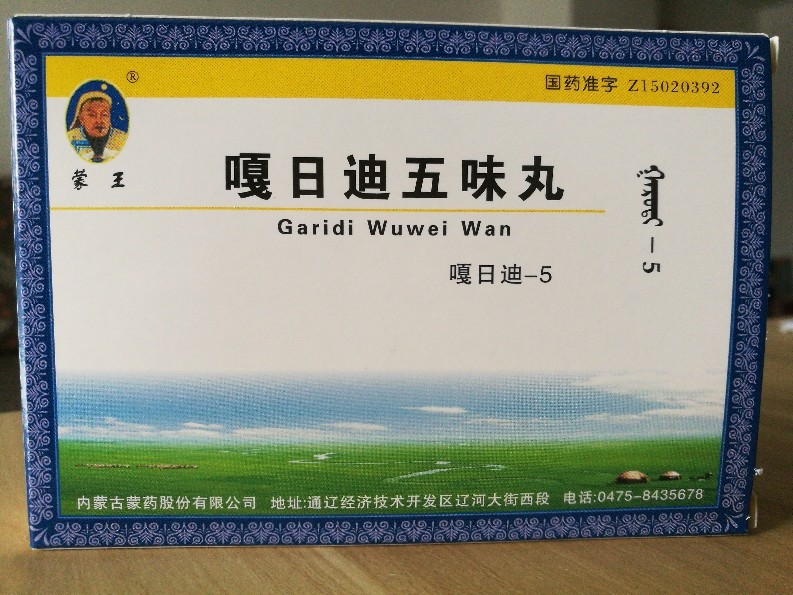 国药准字 Z15020392
®
蒙王
嘎日迪五味丸
Garidi Wuwei Wan
嘎日迪-5
-5
内蒙古蒙药股份有限公司 地址:通辽经济技术开发区辽河大街西段 电话:0475-8435678